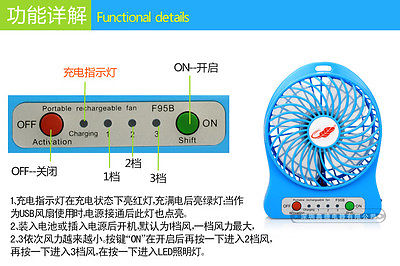 功能详解 Functional details
充电指示灯
ON--开启
Portable rechargeable fan F95B
OFF ON
Charging 1 2 3
Activation Shift
OFF--关闭
1档
2档
3档
Portable rechargeable fan F95B
1.充电指示灯在充电状态下亮红灯,充满电后亮绿灯;当作
为USB风扇使用时电源接通后此灯也点亮。
2.装入电池或插入电源后开机,默认为1档风,一档风力最大,
2.3依次风力越来越小.按键“ON”在开启后再按一下进入2档风,
再按一下进入3档风,在按一下进入LED照明灯。